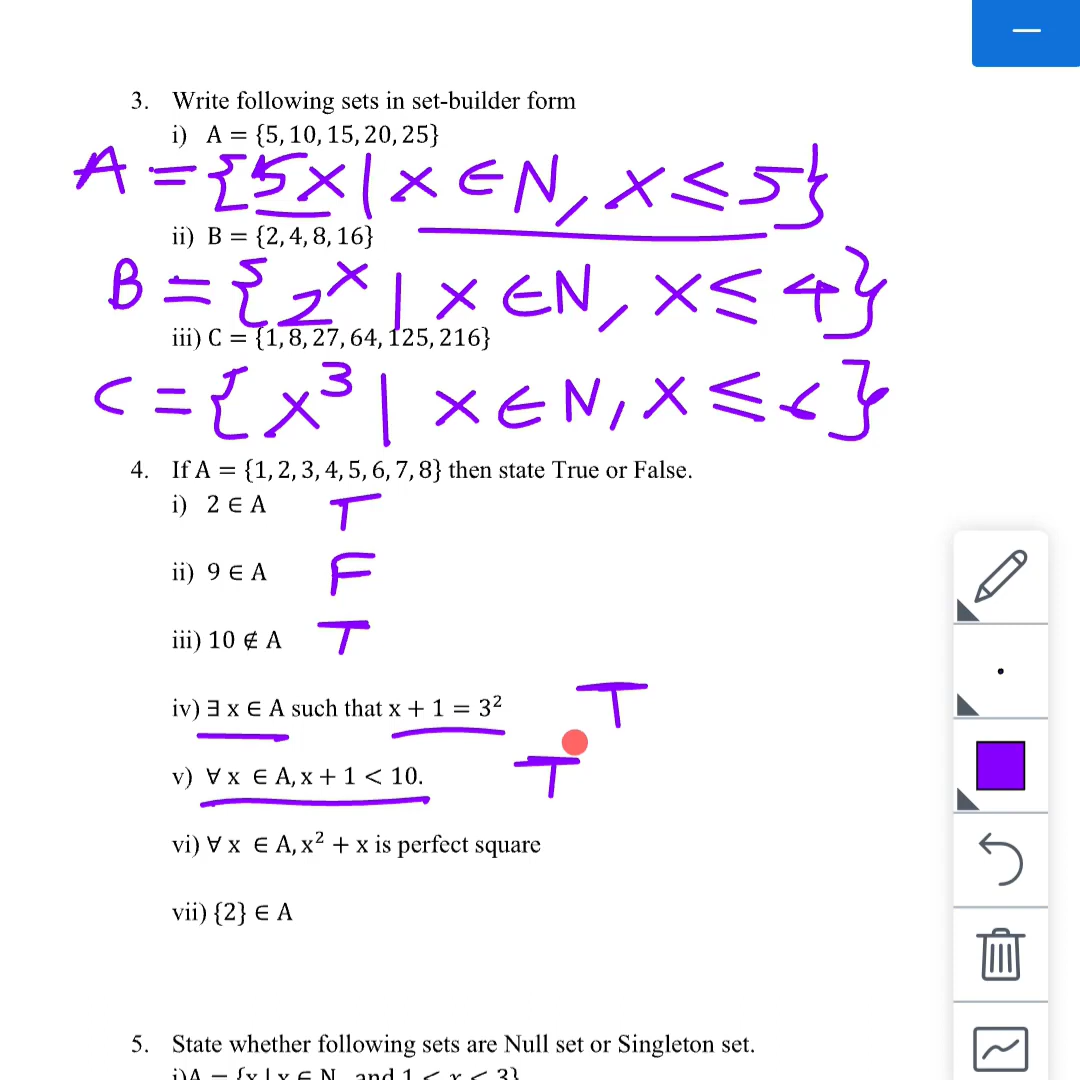 3. Write following sets in set-builder form
i) A = {5, 10, 15, 20, 25}
A = {5x | x ∈ N, x ≤ 5}
ii) B = {2, 4, 8, 16}
B = {2^x | x ∈ N, x ≤ 4}
iii) C = {1, 8, 27, 64, 125, 216}
C = {x³ | x ∈ N, x ≤ 6}
4. If A = {1, 2, 3, 4, 5, 6, 7, 8} then state True or False.
i) 2 ∈ A T
ii) 9 ∈ A F
iii) 10 ∉ A T
iv) ∃ x ∈ A such that x + 1 = 3² T
v) ∀ x ∈ A, x + 1 < 10. T
vi) ∀ x ∈ A, x² + x is perfect square
vii) {2} ∈ A
5. State whether following sets are Null set or Singleton set.
i)A = {x | x ∈ N, and 1 < x < 3}